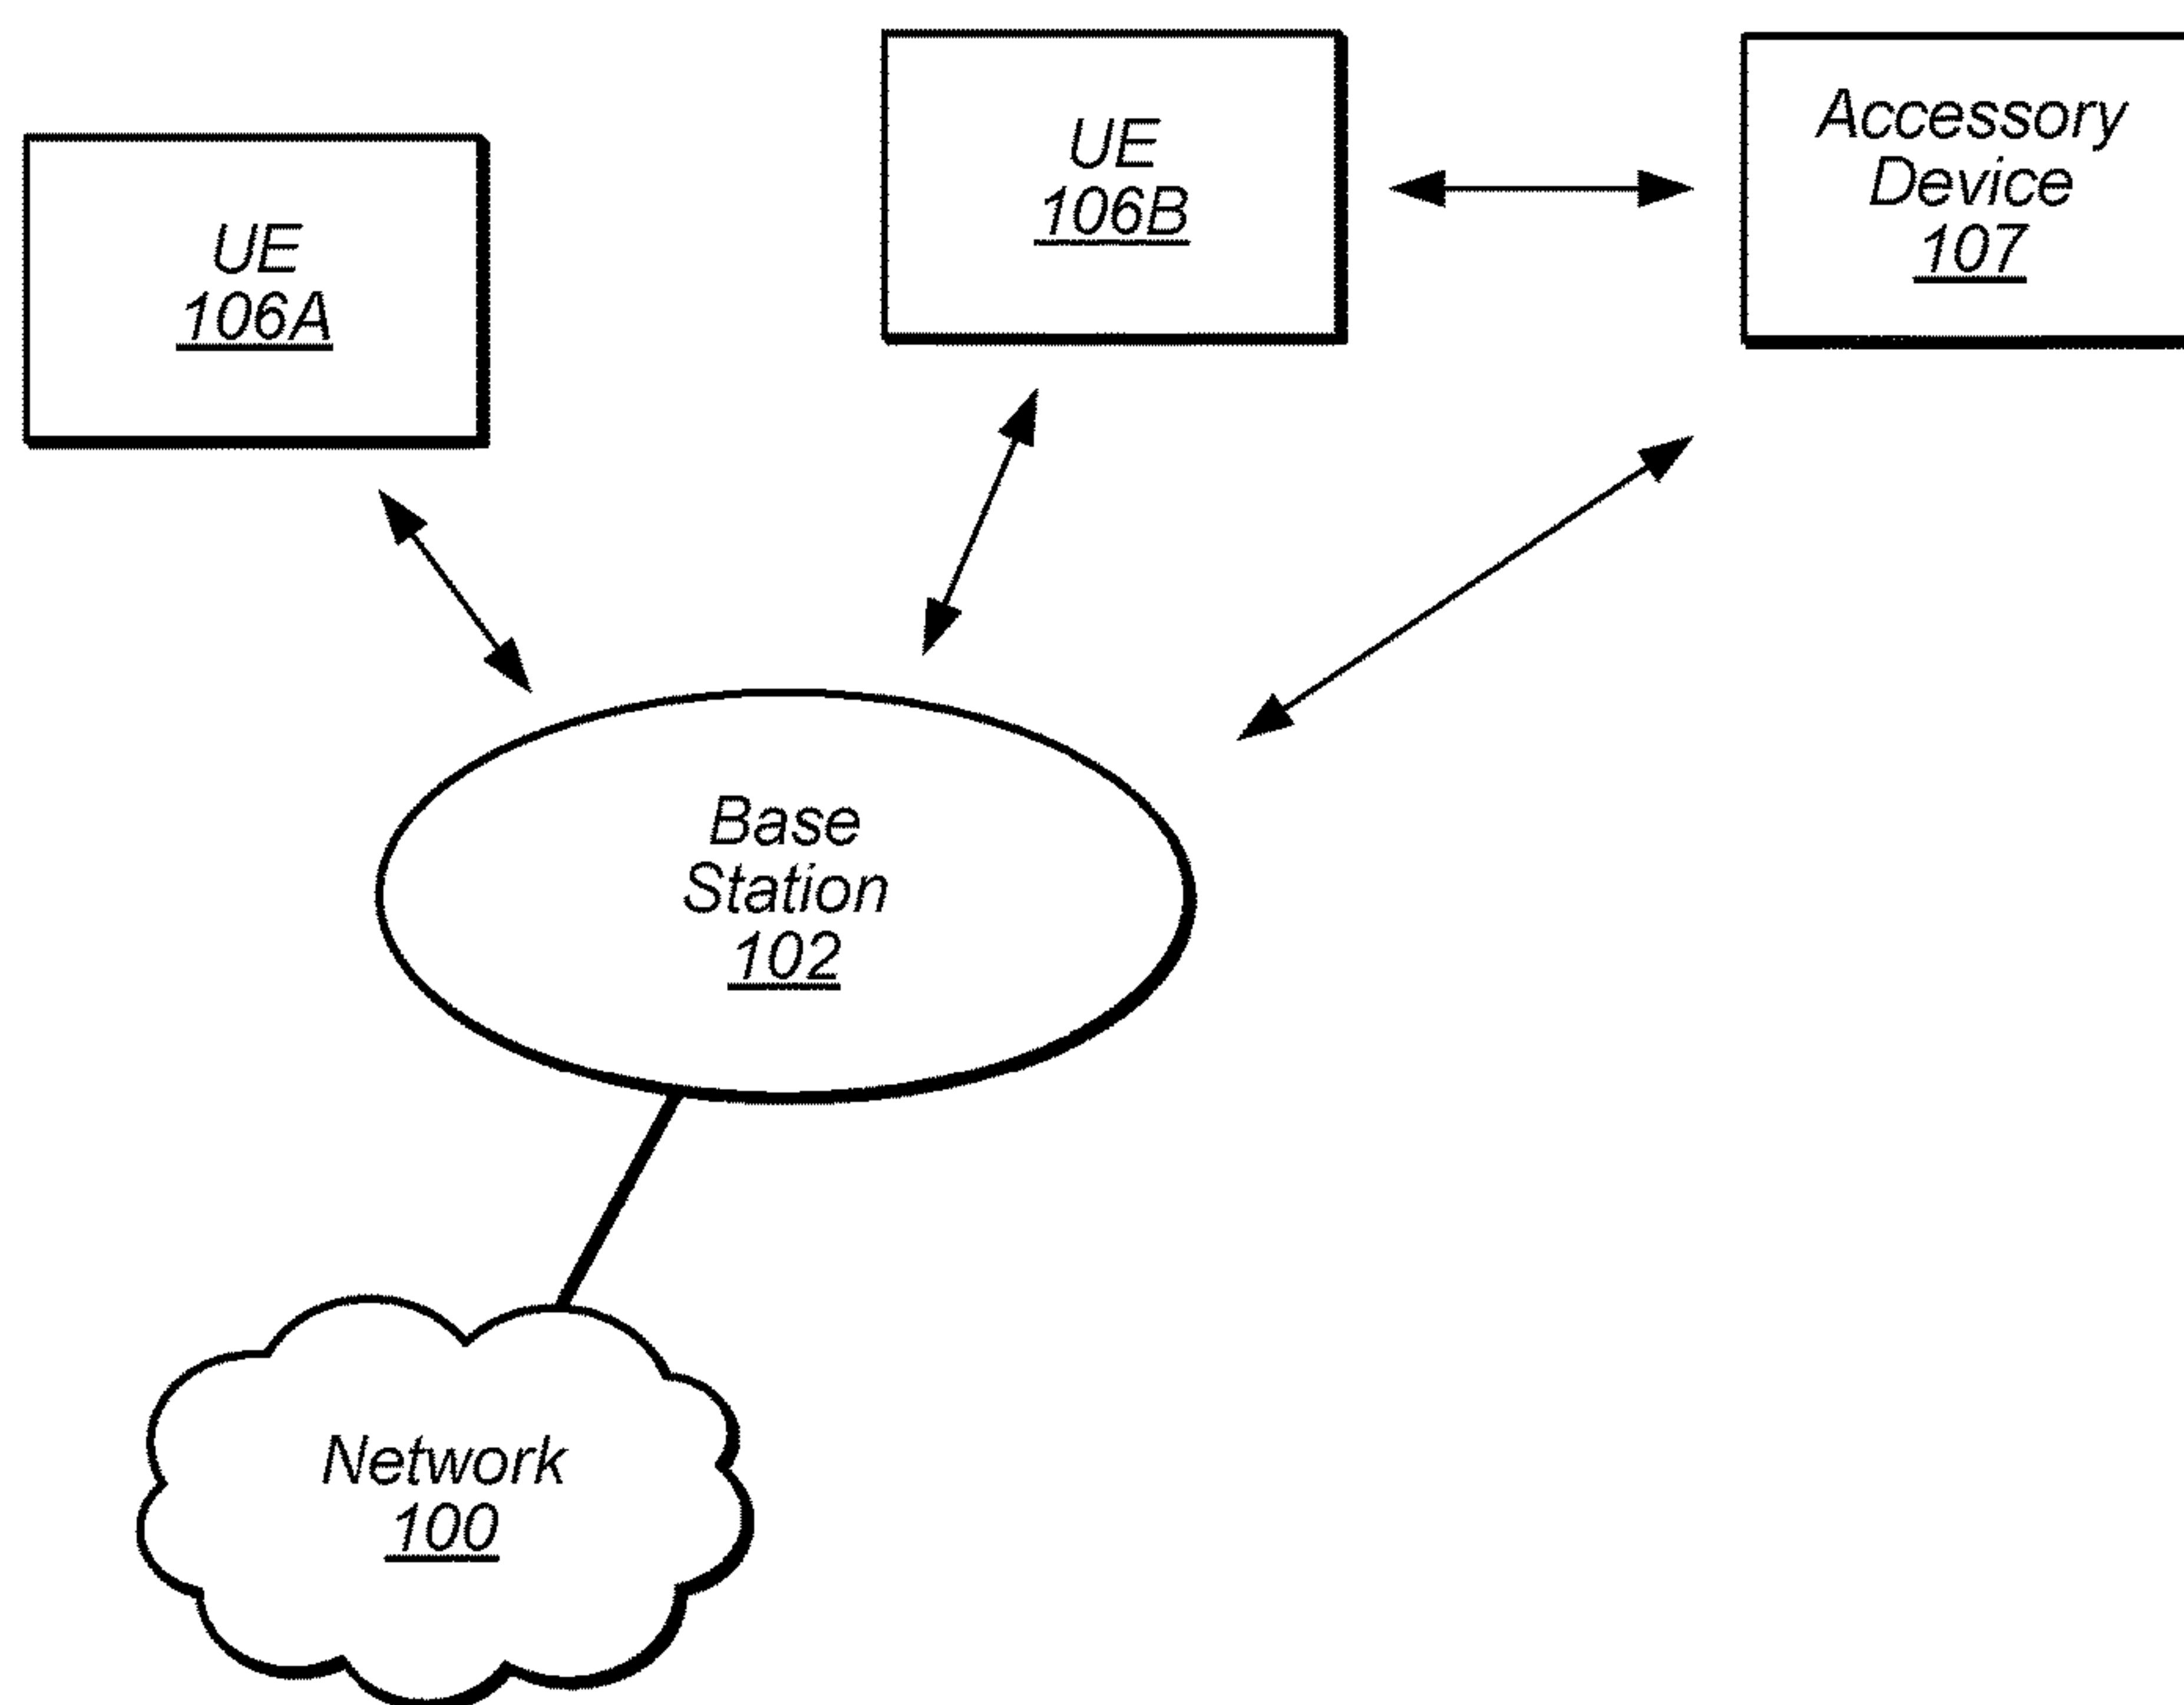 UE
106A
UE
106B
Accessory
Device
107
Base
Station
102
Network
100